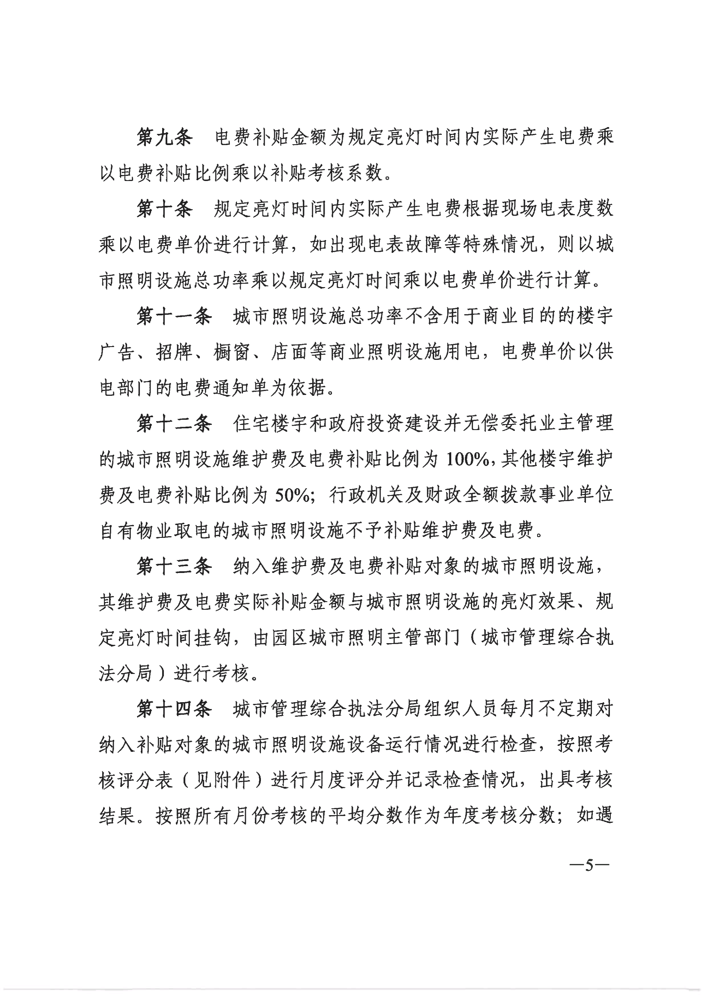 第九条　电费补贴金额为规定亮灯时间内实际产生电费乘
以电费补贴比例乘以补贴考核系数。
第十条　规定亮灯时间内实际产生电费根据现场电表度数
乘以电费单价进行计算，如出现电表故障等特殊情况，则以城
市照明设施总功率乘以规定亮灯时间乘以电费单价进行计算。
第十一条　城市照明设施总功率不含用于商业目的的楼宇
广告、招牌、橱窗、店面等商业照明设施用电，电费单价以供
电部门的电费通知单为依据。
第十二条　住宅楼宇和政府投资建设并无偿委托业主管理
的城市照明设施维护费及电费补贴比例为 100%，其他楼宇维护
费及电费补贴比例为 50%；行政机关及财政全额拨款事业单位
自有物业取电的城市照明设施不予补贴维护费及电费。
第十三条　纳入维护费及电费补贴对象的城市照明设施，
其维护费及电费实际补贴金额与城市照明设施的亮灯效果、规
定亮灯时间挂钩，由园区城市照明主管部门（城市管理综合执
法分局）进行考核。
第十四条　城市管理综合执法分局组织人员每月不定期对
纳入补贴对象的城市照明设施设备运行情况进行检查，按照考
核评分表（见附件）进行月度评分并记录检查情况，出具考核
结果。按照所有月份考核的平均分数作为年度考核分数；如遇
—5—